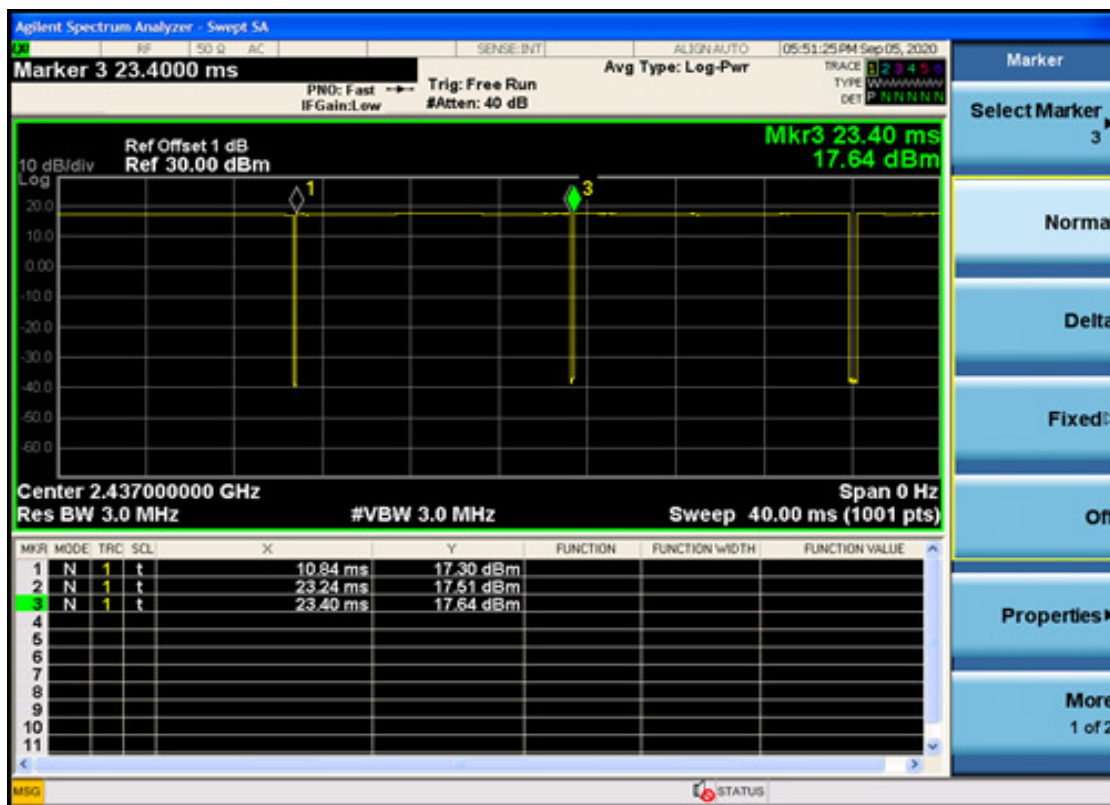 Agilent Spectrum Analyzer - Swept SA
RF 50 Ω AC SENSE:INT ALIGN AUTO 05:51:25 PM Sep 05, 2020
Marker 3 23.4000 ms
PNO: Fast
IFGain:Low
Trig: Free Run
#Atten: 40 dB
Avg Type: Log-Pwr
TRACE 1 2 3 4 5 6
TYPE
DET P N N N N N
Ref Offset 1 dB
Ref 30.00 dBm
10 dB/div
Log
Mkr3 23.40 ms
17.64 dBm
1
3
20.0
10.0
0.00
-10.0
-20.0
-30.0
-40.0
-50.0
-60.0
Center 2.437000000 GHz Span 0 Hz
Res BW 3.0 MHz #VBW 3.0 MHz Sweep 40.00 ms (1001 pts)
MKR MODE TRC SCL X Y FUNCTION FUNCTION WIDTH FUNCTION VALUE
1 N 1 t 10.84 ms 17.30 dBm
2 N 1 t 23.24 ms 17.51 dBm
3 N 1 t 23.40 ms 17.64 dBm
4
5
6
7
8
9
10
11
MSG STATUS
Marker
Select Marker
3
Norma
Delta
Fixed
Off
Properties
More
1 of 2